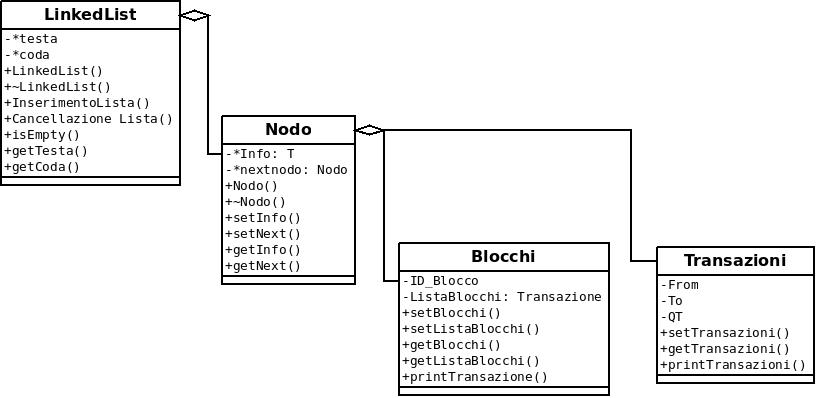 LinkedList
-*testa
-*coda
+LinkedList()
+~LinkedList()
+InserimentoLista()
+Cancellazione Lista()
+isEmpty()
+getTesta()
+getCoda()
Nodo
-*Info: T
-*nextnodo: Nodo
+Nodo()
+~Nodo()
+setInfo()
+setNext()
+getInfo()
+getNext()
Blocchi
-ID_Blocco
-ListaBlocchi: Transazione
+setBlocchi()
+setListaBlocchi()
+getBlocchi()
+getListaBlocchi()
+printTransazione()
Transazioni
-From
-To
-QT
+setTransazioni()
+getTransazioni()
+printTransazioni()